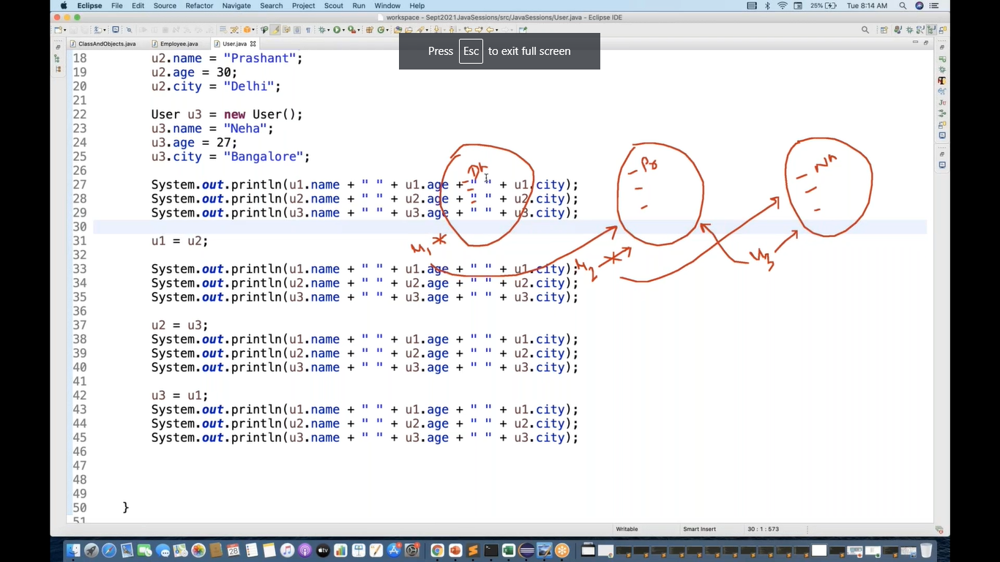 Eclipse File Edit Source Refactor Navigate Search Project Scout Run Window Help 25% Tue 8:14 AM
workspace - Sept2021JavaSessions/src/JavaSessions/User.java - Eclipse IDE
ClassAndObjects.java Employee.java User.java
Press Esc to exit full screen
18 u2.name = "Prashant";
19 u2.age = 30;
20 u2.city = "Delhi";
21
22 User u3 = new User();
23 u3.name = "Neha";
24 u3.age = 27;
25 u3.city = "Bangalore";
26
27 System.out.println(u1.name + " " + u1.age + " " + u1.city);
28 System.out.println(u2.name + " " + u2.age + " " + u2.city);
29 System.out.println(u3.name + " " + u3.age + " " + u3.city);
30
31 u1 = u2;
32
33 System.out.println(u1.name + " " + u1.age + " " + u1.city);
34 System.out.println(u2.name + " " + u2.age + " " + u2.city);
35 System.out.println(u3.name + " " + u3.age + " " + u3.city);
36
37 u2 = u3;
38 System.out.println(u1.name + " " + u1.age + " " + u1.city);
39 System.out.println(u2.name + " " + u2.age + " " + u2.city);
40 System.out.println(u3.name + " " + u3.age + " " + u3.city);
41
42 u3 = u1;
43 System.out.println(u1.name + " " + u1.age + " " + u1.city);
44 System.out.println(u2.name + " " + u2.age + " " + u2.city);
45 System.out.println(u3.name + " " + u3.age + " " + u3.city);
46
47
48
49
50 }
51
Pr
u1
u2
u3
Writable Smart Insert 30 : 1 : 573